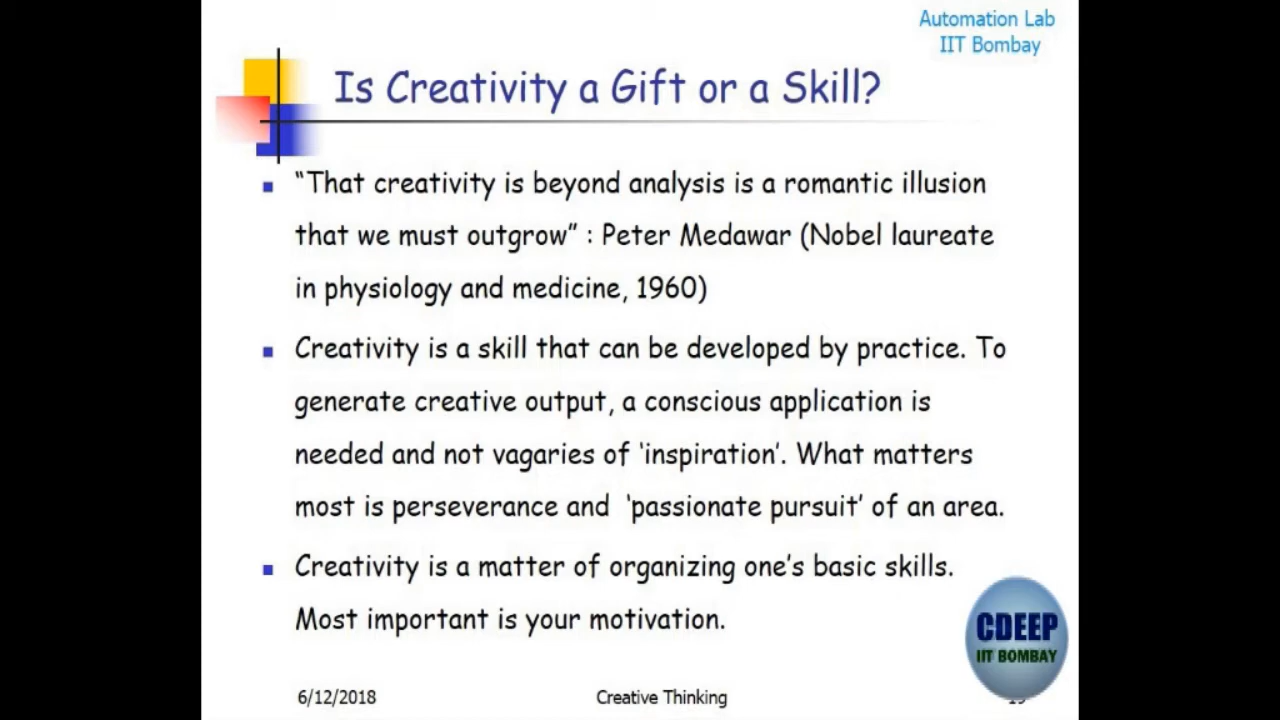 Automation Lab
IIT Bombay
Is Creativity a Gift or a Skill?
“That creativity is beyond analysis is a romantic illusion
that we must outgrow” : Peter Medawar (Nobel laureate
in physiology and medicine, 1960)
Creativity is a skill that can be developed by practice. To
generate creative output, a conscious application is
needed and not vagaries of ‘inspiration’. What matters
most is perseverance and ‘passionate pursuit’ of an area.
Creativity is a matter of organizing one’s basic skills.
Most important is your motivation.
CDEEP
IIT BOMBAY
6/12/2018
Creative Thinking